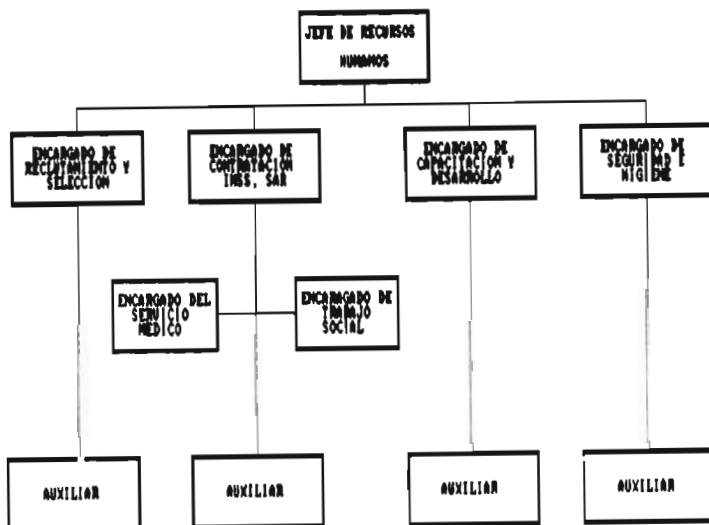 JEFE DE RECURSOS
HUMANOS
ENCARGADO DE
RECLUTAMIENTO Y
SELECCION
ENCARGADO DE
CONTRATACION
IMSS, SAR
ENCARGADO DE
CAPACITACION Y
DESARROLLO
ENCARGADO DE
SEGURIDAD E
HIGIENE
ENCARGADO DEL
SERVICIO
MEDICO
ENCARAGADO DE
TRABAJO
SOCIAL
AUXILIAR
AUXILIAR
AUXILIAR
AUXILIAR